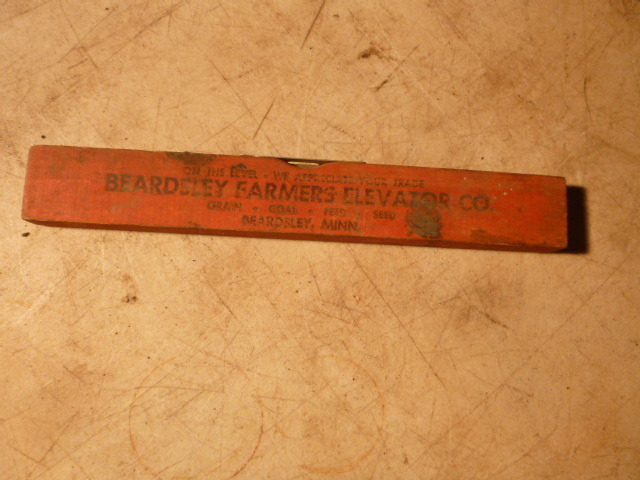 ON THE LEVEL - WE APPRECIATE YOUR TRADE
BEARDSLEY FARMERS ELEVATOR CO.
GRAIN • COAL • FEED • SEED
BEARDSLEY, MINN.